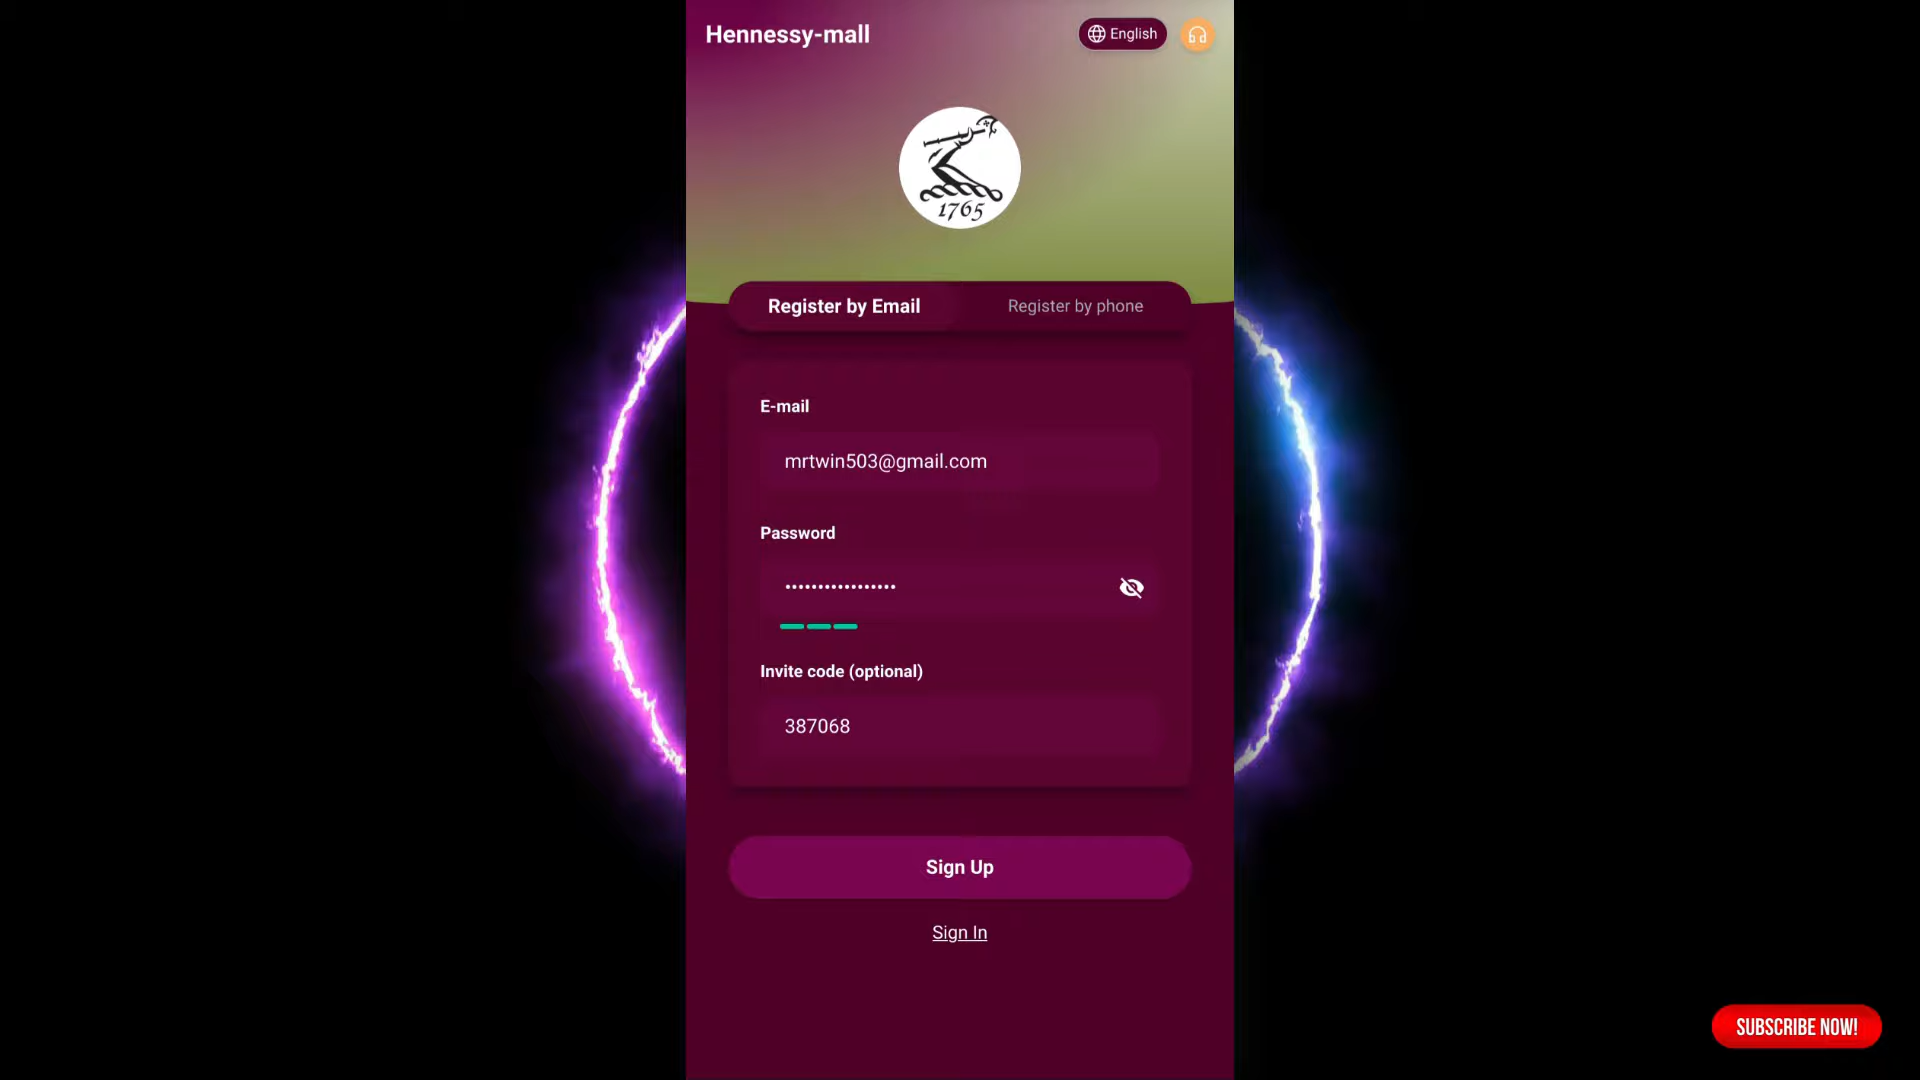 Hennessy-mall
English
1765
Register by Email
Register by phone
E-mail
mrtwin503@gmail.com
Password
•••••••••••••••••
Invite code (optional)
387068
Sign Up
Sign In
SUBSCRIBE NOW!